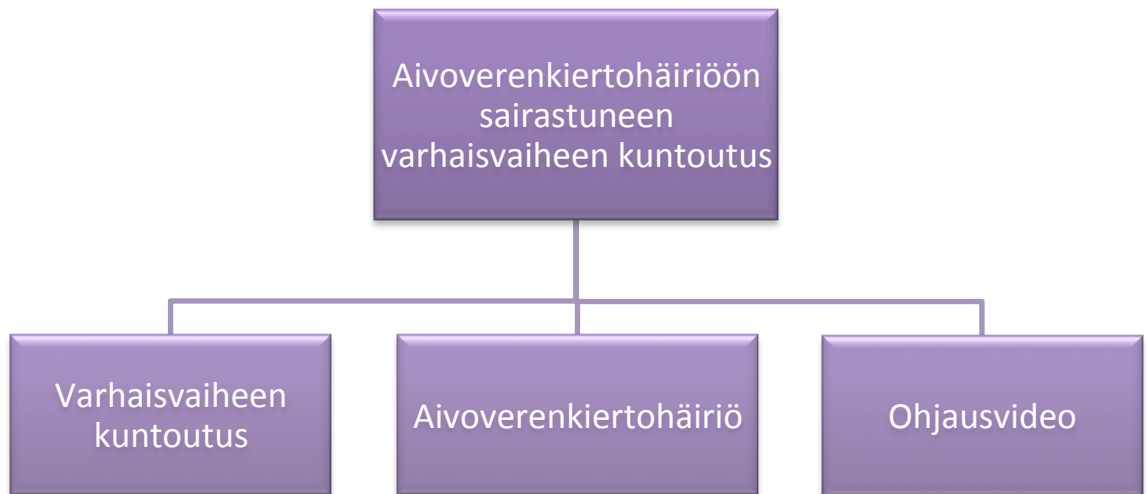 Aivoverenkiertohäiriöön
sairastuneen
varhaisvaiheen kuntoutus
Varhaisvaiheen
kuntoutus
Aivoverenkiertohäiriö
Ohjausvideo